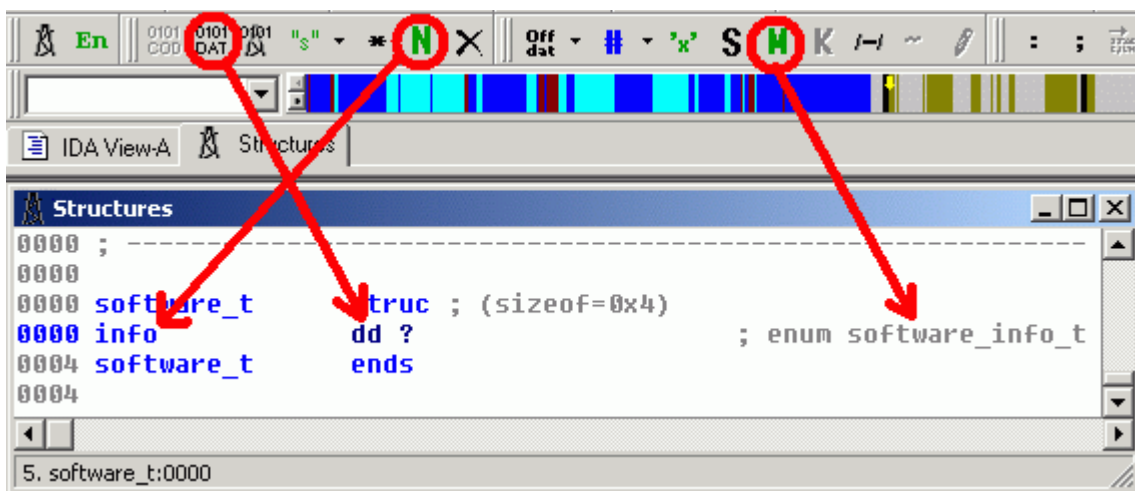 En 0101 COD 0101 DAT 0101 "s" * N X Off dat # 'x' S M K /-/ ~ : ;
IDA View-A Structures
Structures
0000 ; ----------------------------------------------------------------
0000
0000 software_t struc ; (sizeof=0x4)
0000 info dd ? ; enum software_info_t
0004 software_t ends
0004
5. software_t:0000